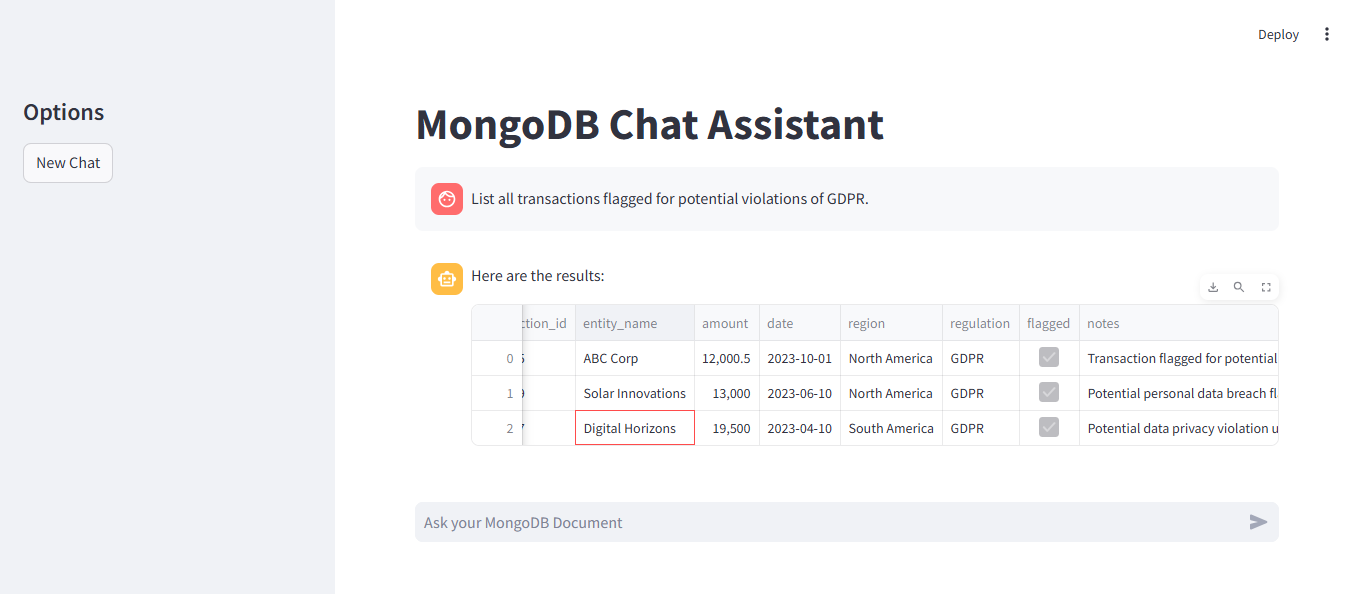 Deploy
Options
New Chat
MongoDB Chat Assistant
List all transactions flagged for potential violations of GDPR.
Here are the results:
ction_id entity_name amount date region regulation flagged notes
0 ABC Corp 12,000.5 2023-10-01 North America GDPR Transaction flagged for potential
1 Solar Innovations 13,000 2023-06-10 North America GDPR Potential personal data breach fl
2 Digital Horizons 19,500 2023-04-10 South America GDPR Potential data privacy violation u
Ask your MongoDB Document